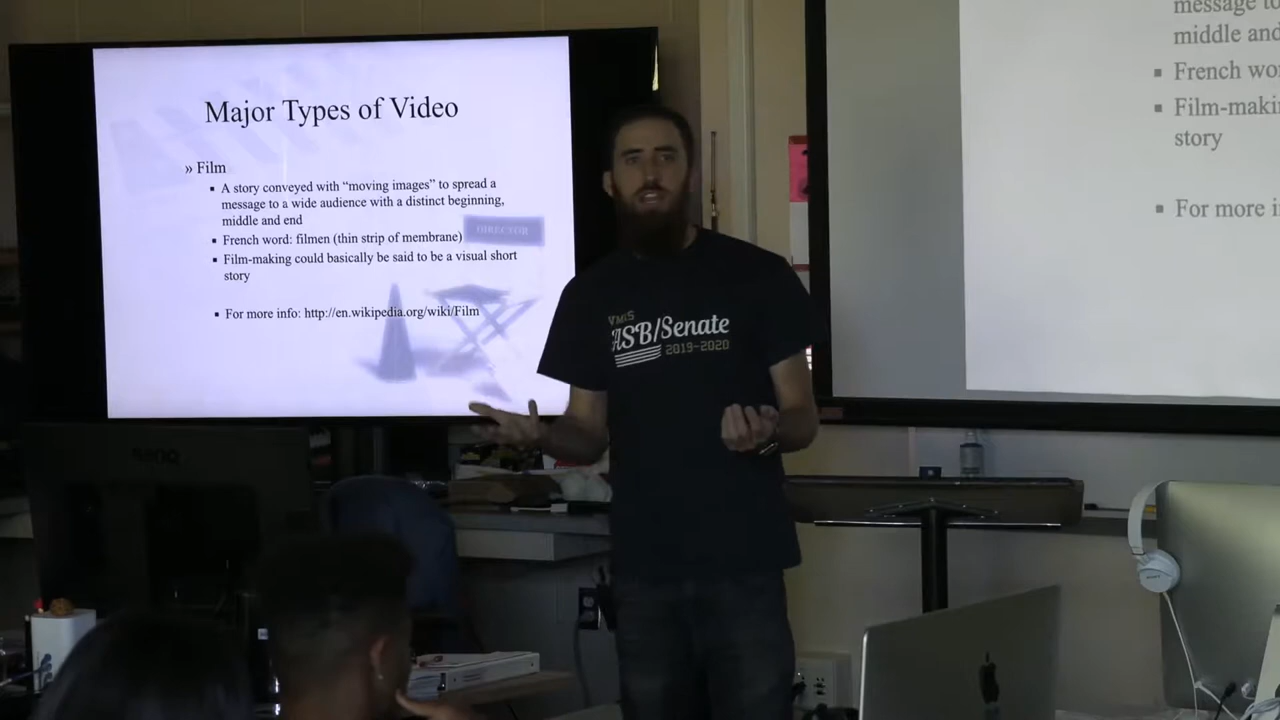 Major Types of Video
» Film
▪ A story conveyed with “moving images” to spread a
message to a wide audience with a distinct beginning,
middle and end
▪ French word: filmen (thin strip of membrane)
DIRECTOR
▪ Film-making could basically be said to be a visual short
story
▪ For more info: http://en.wikipedia.org/wiki/Film
message to
middle and
▪ French wo
▪ Film-maki
story
▪ For more i
VMMS
ASB/Senate
2019-2020
BenQ
SONY